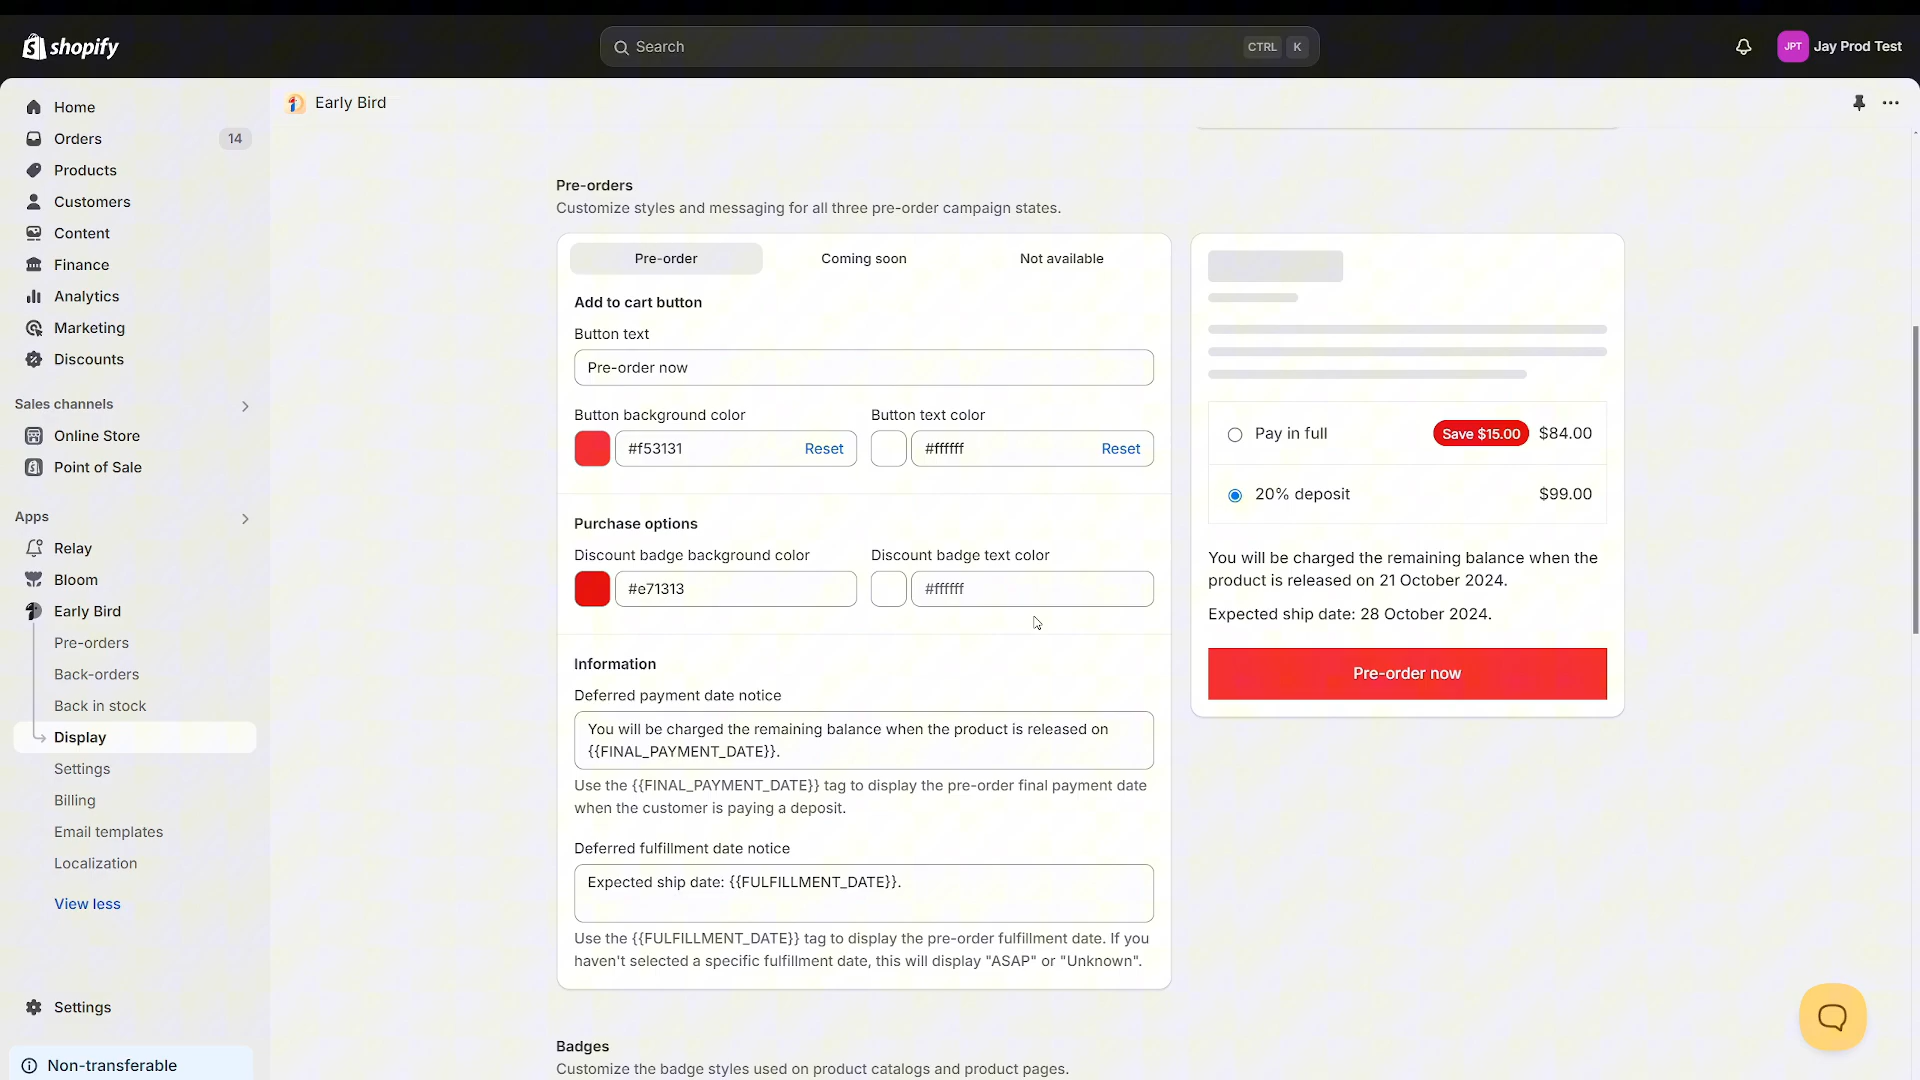 shopify
Search
CTRL K
JPT
Jay Prod Test
Home
Orders 14
Products
Customers
Content
Finance
Analytics
Marketing
Discounts
Sales channels
Online Store
Point of Sale
Apps
Relay
Bloom
Early Bird
Pre-orders
Back-orders
Back in stock
Display
Settings
Billing
Email templates
Localization
View less
Settings
Non-transferable
Early Bird
Pre-orders
Customize styles and messaging for all three pre-order campaign states.
Pre-order Coming soon Not available
Add to cart button
Button text
Pre-order now
Button background color Button text color
#f53131 Reset #ffffff Reset
Purchase options
Discount badge background color Discount badge text color
#e71313 #ffffff
Information
Deferred payment date notice
You will be charged the remaining balance when the product is released on
{{FINAL_PAYMENT_DATE}}.
Use the {{FINAL_PAYMENT_DATE}} tag to display the pre-order final payment date
when the customer is paying a deposit.
Deferred fulfillment date notice
Expected ship date: {{FULFILLMENT_DATE}}.
Use the {{FULFILLMENT_DATE}} tag to display the pre-order fulfillment date. If you
haven't selected a specific fulfillment date, this will display "ASAP" or "Unknown".
Badges
Customize the badge styles used on product catalogs and product pages.
Pay in full Save $15.00 $84.00
20% deposit $99.00
You will be charged the remaining balance when the
product is released on 21 October 2024.
Expected ship date: 28 October 2024.
Pre-order now